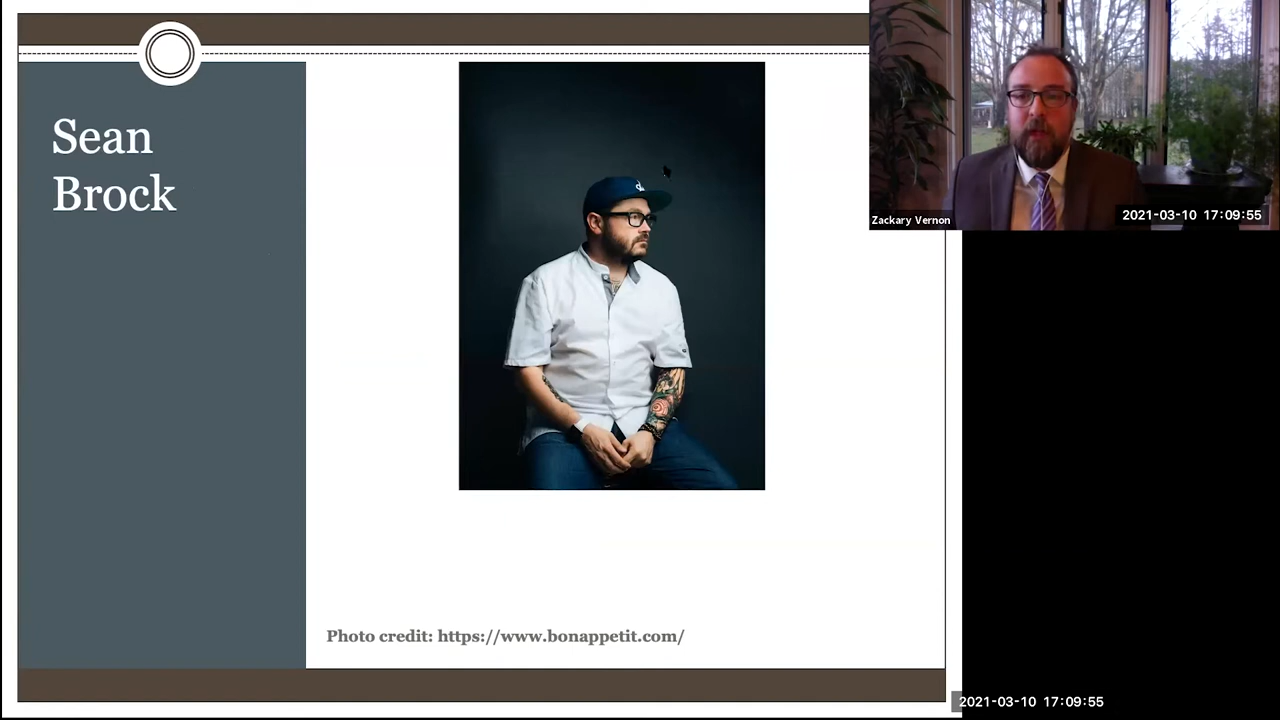 Sean
Brock
Zackary Vernon
2021-03-10 17:09:55
Photo credit: https://www.bonappetit.com/
2021-03-10 17:09:55